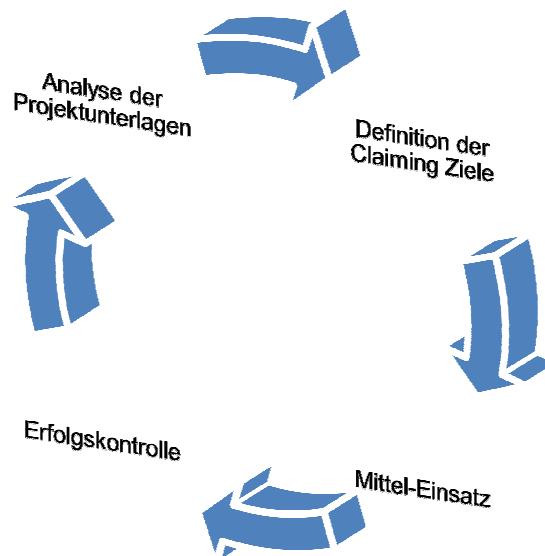 Analyse der
Projektunterlagen
Definition der
Claiming Ziele
Mittel-Einsatz
Erfolgskontrolle